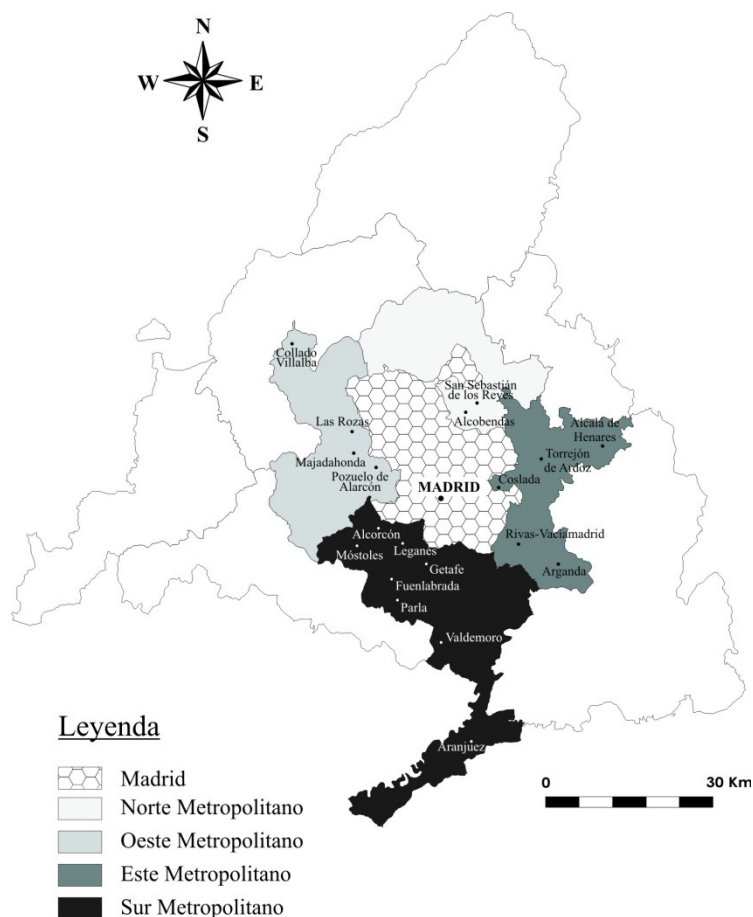 N
W E
S
Collado
Villalba
San Sebastián
de los Reyes
Las Rozas
Alcobendas
Alcalá de
Henares
Majadahonda
Torrejón
de Ardoz
Pozuelo de
Alarcón
MADRID
Coslada
Alcorcón
Rivas-Vaciamadrid
Móstoles
Leganés
Getafe
Arganda
Fuenlabrada
Parla
Valdemoro
Aranjuez
Leyenda
Madrid
Norte Metropolitano
Oeste Metropolitano
Este Metropolitano
Sur Metropolitano
0 30 Km